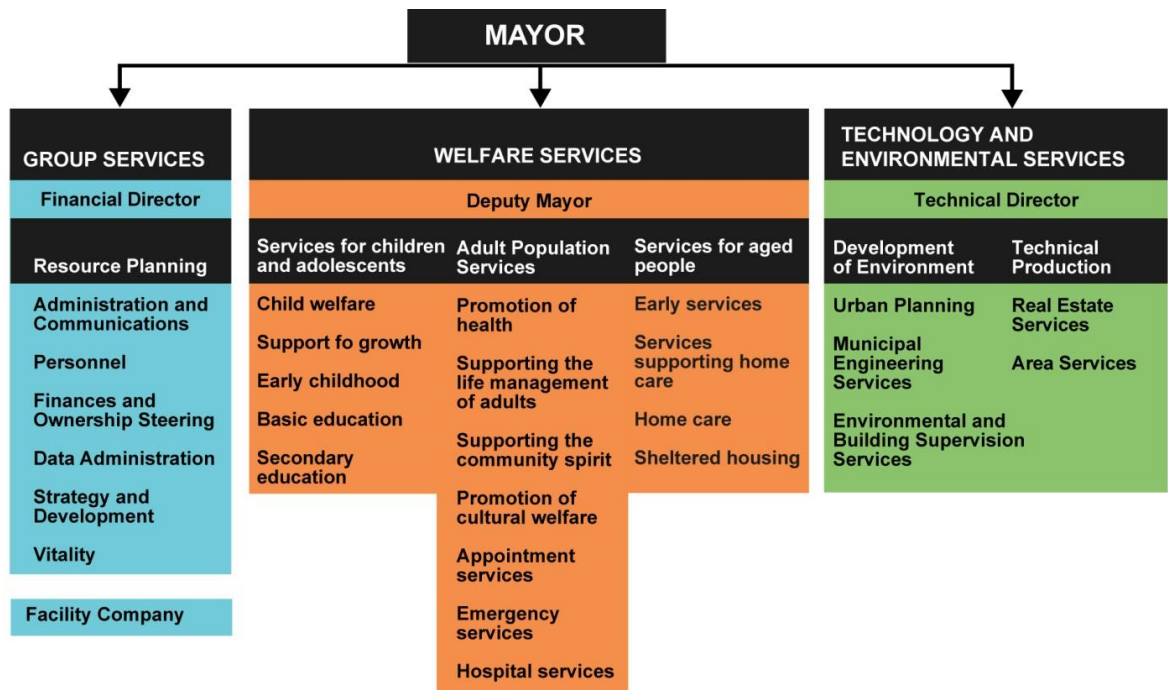 MAYOR
GROUP SERVICES
Financial Director
Resource Planning
Administration and
Communications
Personnel
Finances and
Ownership Steering
Data Administration
Strategy and
Development
Vitality
Facility Company
WELFARE SERVICES
Deputy Mayor
Services for children
and adolescents
Child welfare
Support fo growth
Early childhood
Basic education
Secondary
education
Adult Population
Services
Promotion of
health
Supporting the
life management
of adults
Supporting the
community spirit
Promotion of
cultural welfare
Appointment
services
Emergency
services
Hospital services
Services for aged
people
Early services
Services
supporting home
care
Home care
Sheltered housing
TECHNOLOGY AND
ENVIRONMENTAL SERVICES
Technical Director
Development
of Environment
Urban Planning
Municipal
Engineering
Services
Environmental and
Building Supervision
Services
Technical
Production
Real Estate
Services
Area Services